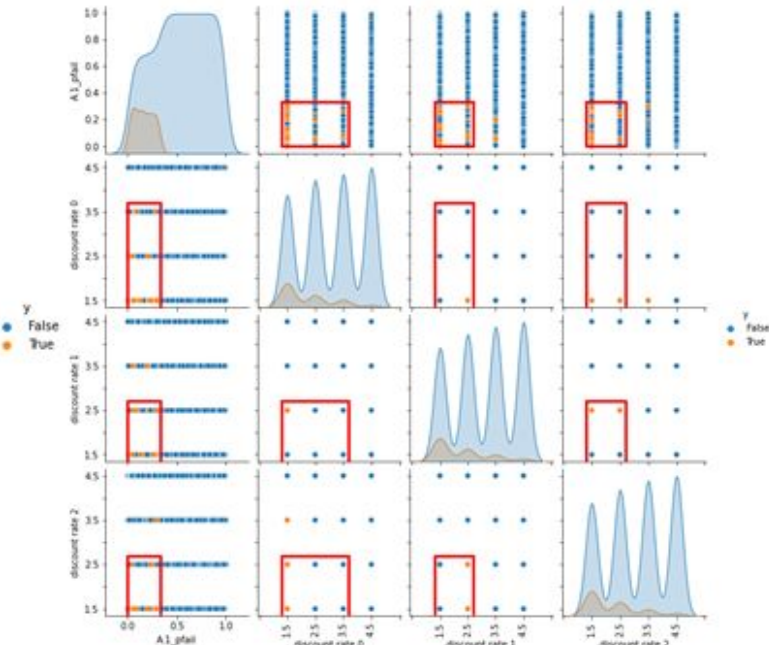 A.1_pfail
1.0
0.8
0.6
0.4
0.2
0.0
discount rate 0
4.5
3.5
2.5
1.5
y
False
True
discount rate 1
4.5
3.5
2.5
1.5
y
False
True
discount rate 2
4.5
3.5
2.5
1.5
0.0 0.5 1.0
A.1_pfail
1.5 2.5 3.5 4.5
discount rate 0
1.5 2.5 3.5 4.5
discount rate 1
1.5 2.5 3.5 4.5
discount rate 2